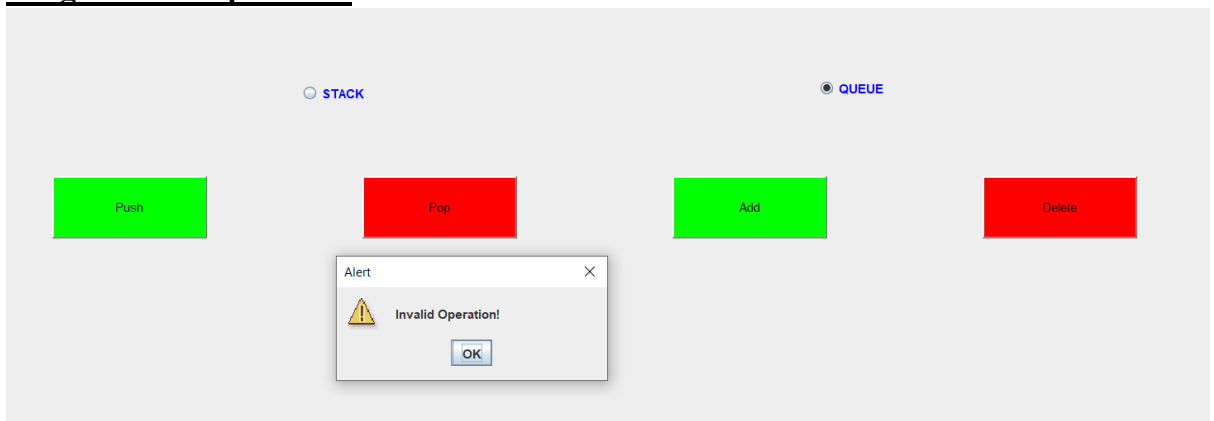 STACK
QUEUE
Push
Pop
Add
Delete
Alert
Invalid Operation!
OK